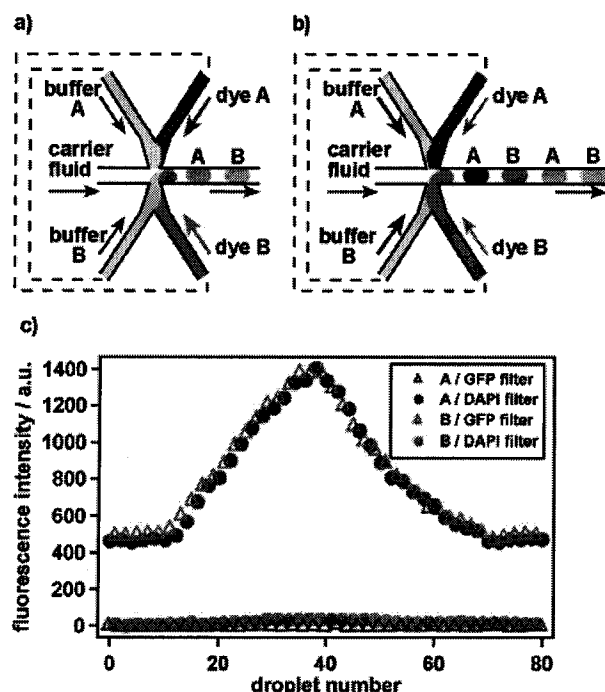 a)
buffer A
dye A
carrier fluid
A B
buffer B
dye B
b)
buffer A
dye A
carrier fluid
A B A B
buffer B
dye B
c)
1400
1200
1000
800
600
400
200
0
fluorescence intensity / a.u.
A / GFP filter
A / DAPI filter
B / GFP filter
B / DAPI filter
0 20 40 60 80
droplet number